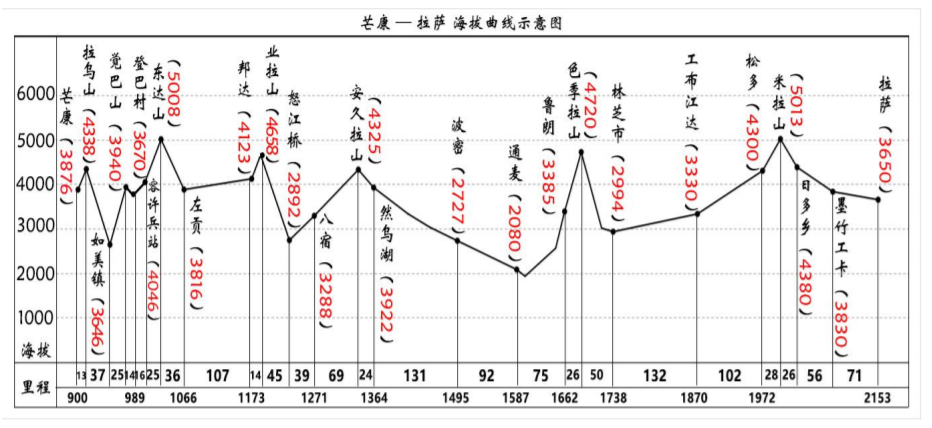 芒康 — 拉萨 海拔曲线示意图
6000
5000
4000
3000
2000
1000
海拔
里程
芒康（3876）
拉乌山（4338）
如美镇（3646）
觉巴山（3940）
登巴村（3670）
容许兵站（4046）
东达山（5008）
左贡（3816）
邦达（4123）
业拉山（4658）
怒江桥（2892）
八宿（3288）
安久拉山（4325）
然乌湖（3922）
波密（2727）
通麦（2080）
鲁朗（3385）
色季拉山（4720）
林芝市（2994）
工布江达（3330）
松多（4300）
米拉山（5013）
日多乡（4380）
墨竹工卡（3830）
拉萨（3650）
13 37 25 14 16 25 36 107 14 45 39 69 24 131 92 75 26 50 132 102 28 26 56 71
900 989 1066 1173 1271 1364 1495 1587 1662 1738 1870 1972 2153